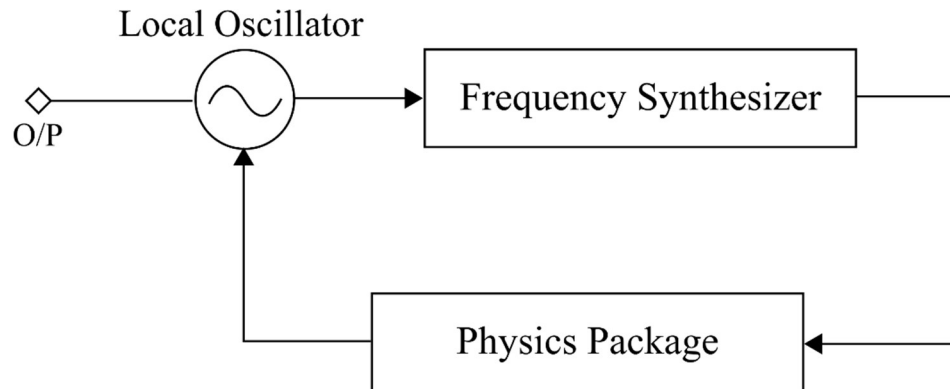 Local Oscillator
O/P
Frequency Synthesizer
Physics Package